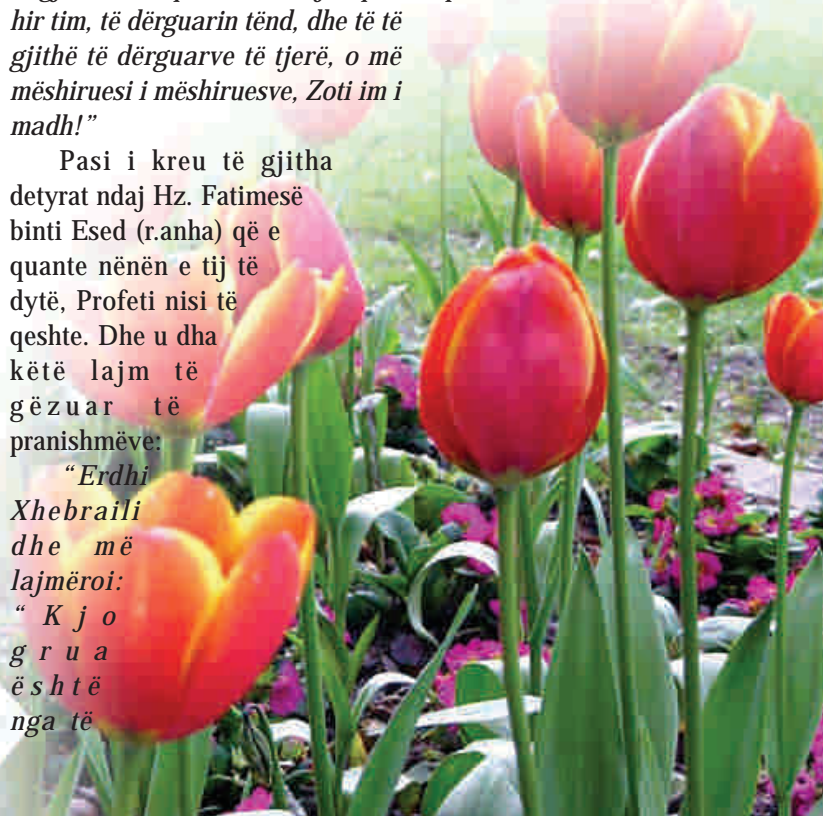 hir tim, të dërguarin tënd, dhe të të
gjithë të dërguarve të tjerë, o më
mëshiruesi i mëshiruesve, Zoti im i
madh!”
Pasi i kreu të gjitha
detyrat ndaj Hz. Fatimesë
binti Esed (r.anha) që e
quante nënën e tij të
dytë, Profeti nisi të
qeshte. Dhe u dha
këtë lajm të
gëzuar të
pranishmëve:
“Erdhi
Xhebraili
dhe më
lajmëroi:
“Kjo
grua
është
nga të